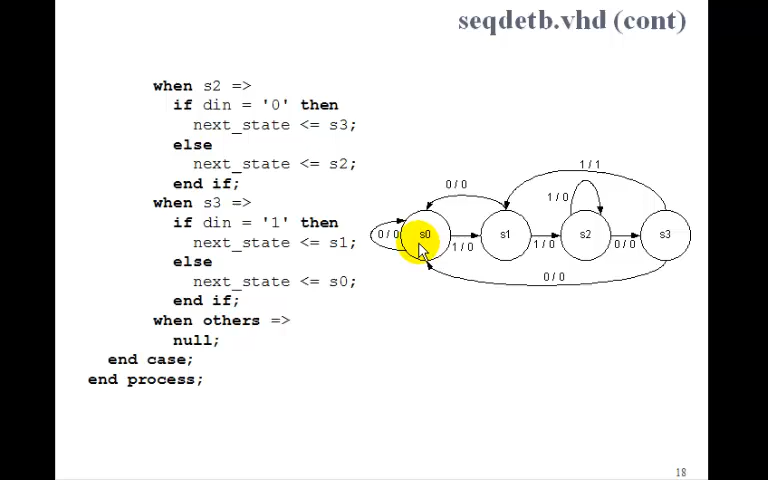 seqdetb.vhd (cont)
when s2 =>
if din = '0' then
next_state <= s3;
else
next_state <= s2;
end if;
when s3 =>
if din = '1' then
next_state <= s1;
else
next_state <= s0;
end if;
when others =>
null;
end case;
end process;
1 / 1
0 / 0
1 / 0
0 / 0
s0
s1
s2
s3
1 / 0
1 / 0
0 / 0
0 / 0
18